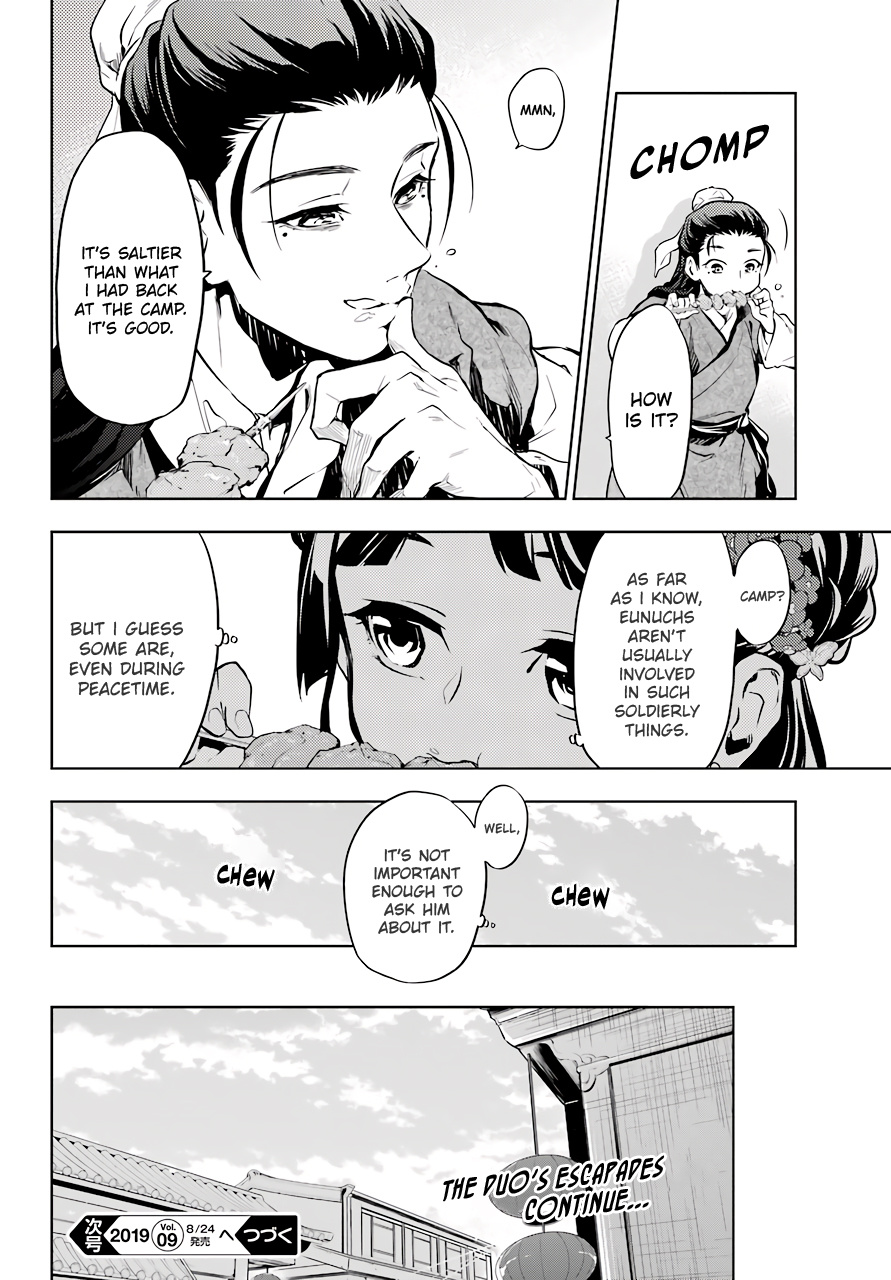 CHOMP
HOW
IS IT?
MMN,
IT'S SALTIER
THAN WHAT
I HAD BACK
AT THE CAMP.
IT'S GOOD.
CAMP?
AS FAR
AS I KNOW,
EUNUCHS
AREN'T
USUALLY
INVOLVED
IN SUCH
SOLDIERLY
THINGS.
BUT I GUESS
SOME ARE,
EVEN DURING
PEACETIME.
WELL,
IT'S NOT
IMPORTANT
ENOUGH TO
ASK HIM
ABOUT IT.
CHEW
CHEW
THE DUO'S ESCAPADES
CONTINUE...
次号 2019 Vol. 09 8/24 発売 へ つづく